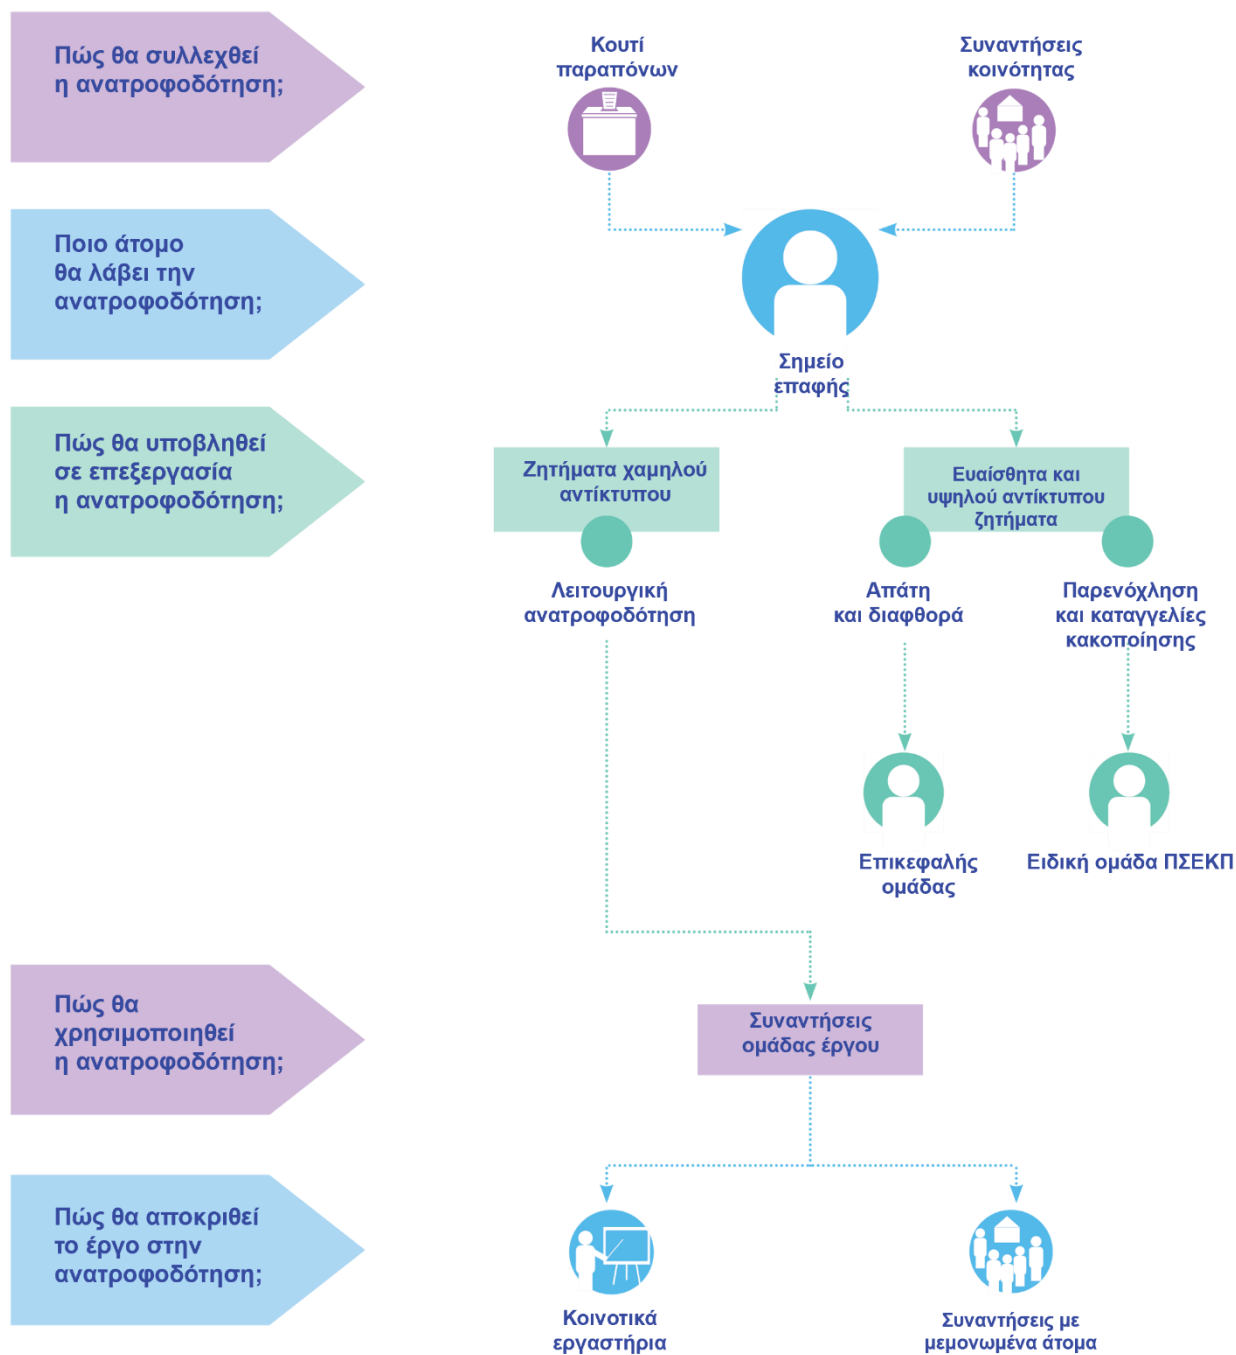 Πώς θα συλλεχθεί
η ανατροφοδότηση;
Κουτί
παραπόνων
Συναντήσεις
κοινότητας
Ποιο άτομο
θα λάβει την
ανατροφοδότηση;
Σημείο
επαφής
Πώς θα υποβληθεί
σε επεξεργασία
η ανατροφοδότηση;
Ζητήματα χαμηλού
αντίκτυπου
Ευαίσθητα και
υψηλού αντίκτυπου
ζητήματα
Λειτουργική
ανατροφοδότηση
Απάτη
και διαφθορά
Παρενόχληση
και καταγγελίες
κακοποίησης
Επικεφαλής
ομάδας
Ειδική ομάδα ΠΣΕΚΠ
Πώς θα
χρησιμοποιηθεί
η ανατροφοδότηση;
Συναντήσεις
ομάδας έργου
Πώς θα αποκριθεί
το έργο στην
ανατροφοδότηση;
Κοινοτικά
εργαστήρια
Συναντήσεις με
μεμονωμένα άτομα